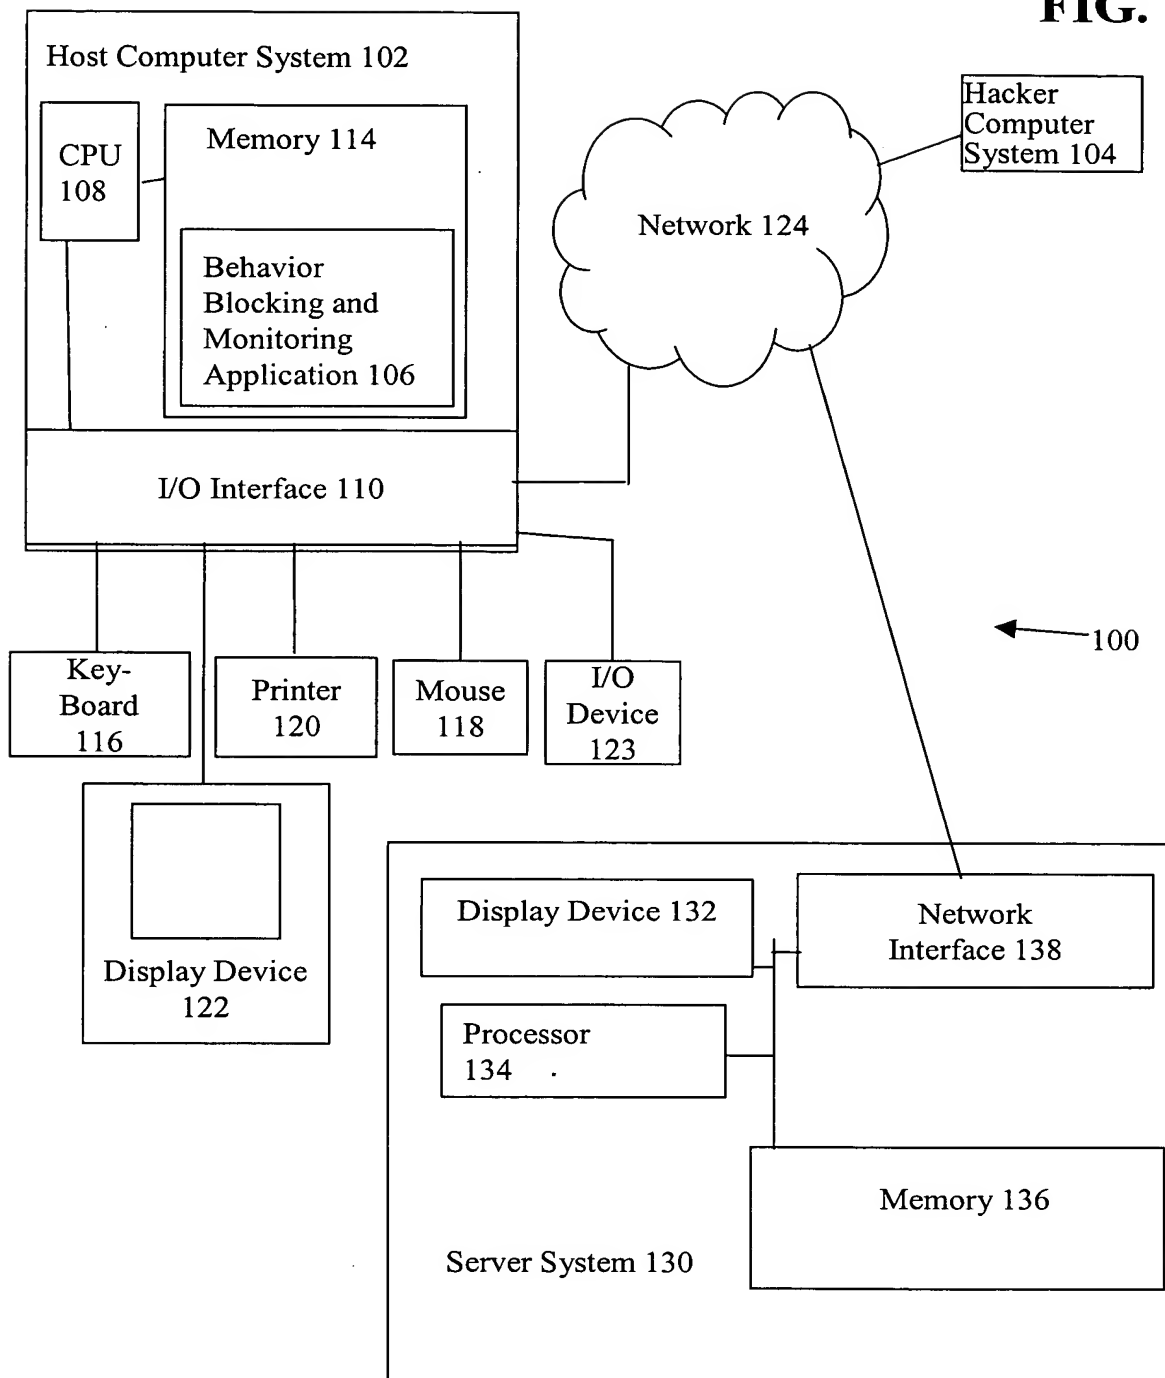 FIG.
Host Computer System 102
CPU
108
Memory 114
Behavior
Blocking and
Monitoring
Application 106
I/O Interface 110
Network 124
Hacker
Computer
System 104
100
Key-
Board
116
Printer
120
Mouse
118
I/O
Device
123
Display Device
122
Display Device 132
Network
Interface 138
Processor
134
Memory 136
Server System 130